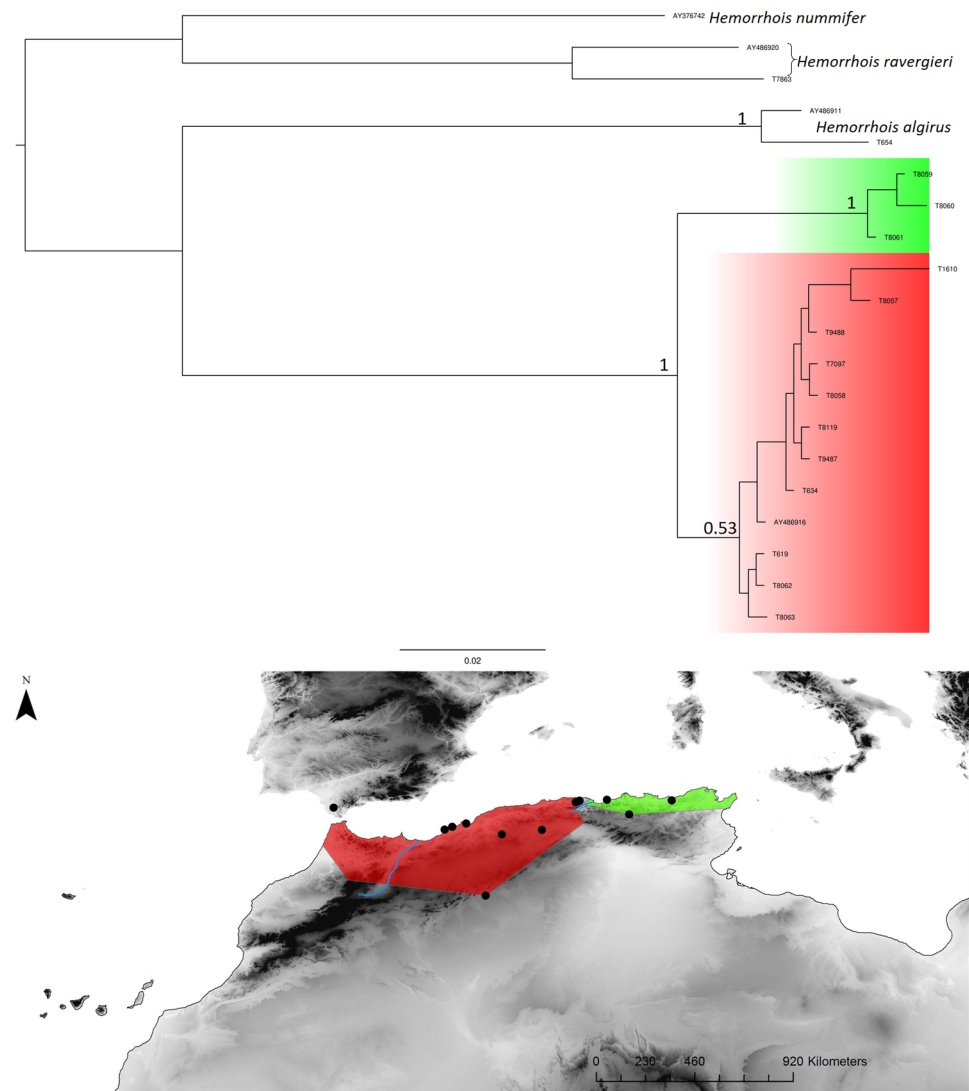 AY376742 Hemorrhois nummifer
AY486920
Hemorrhois ravergieri
T7863
AY486911
1
Hemorrhois algirus
T654
T8059
1
T8060
T8061
T1610
T8057
T9488
1
T7097
T8058
T8119
T9487
T634
AY486916
0.53
T619
T8062
T8063
0.02
N
0 230 460 920 Kilometers